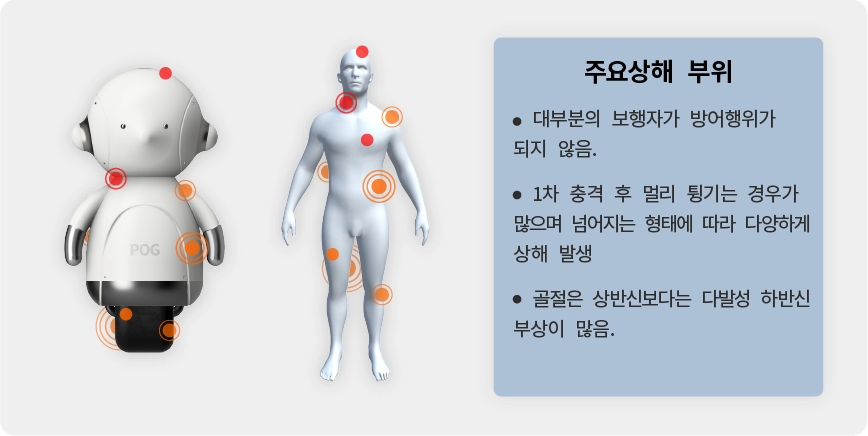 POG
주요상해 부위
● 대부분의 보행자가 방어행위가
되지 않음.
● 1차 충격 후 멀리 튕기는 경우가
많으며 넘어지는 형태에 따라 다양하게
상해 발생
● 골절은 상반신보다는 다발성 하반신
부상이 많음.